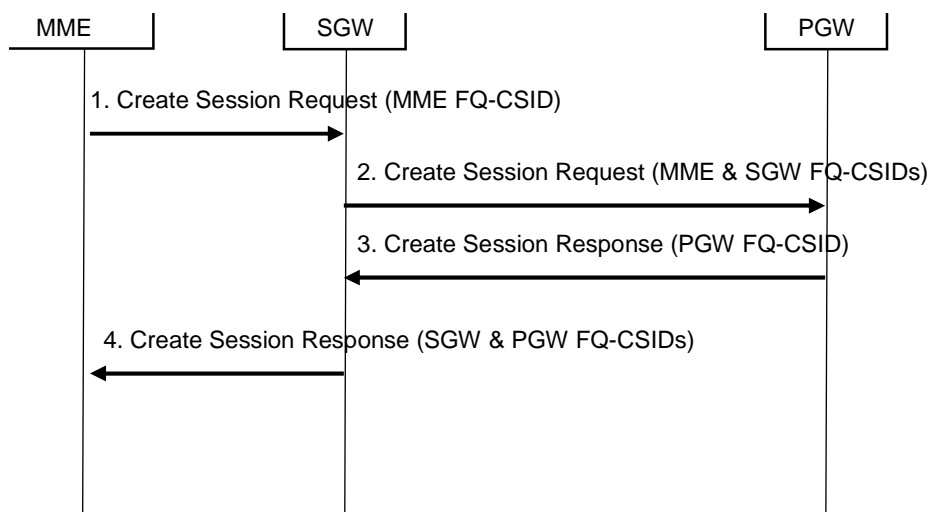 MME
SGW
PGW
1. Create Session Request (MME FQ-CSID)
2. Create Session Request (MME & SGW FQ-CSIDs)
3. Create Session Response (PGW FQ-CSID)
4. Create Session Response (SGW & PGW FQ-CSIDs)